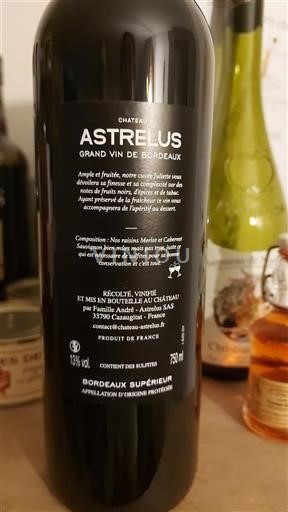 CHATEAU
ASTRELUS
GRAND VIN DE BORDEAUX
Ample et fruitée, notre cuvée Juliette vous
dévoilera sa finesse et sa complexité sur des
notes de fruits noirs, d'épices et de tabac.
Ayant préservé de la fraîcheur ce vin vous
accompagnera de l'apéritif au dessert.
Composition : Nos raisins Merlot et Cabernet
Sauvignon bien mûrs mais pas trop, juste ce
qui est nécessaire de sulfites pour sa bonne
conservation et c'est tout.
RÉCOLTÉ, VINIFIÉ
ET MIS EN BOUTEILLE AU CHÂTEAU
par Famille André - Astrelus SAS
33790 Cazaugitat - France
contact@chateau-astrelus.fr
PRODUIT DE FRANCE
13% vol.
CONTIENT DES SULFITES
750 ml
BORDEAUX SUPÉRIEUR
APPELLATION D'ORIGINE PROTÉGÉE
ES DE